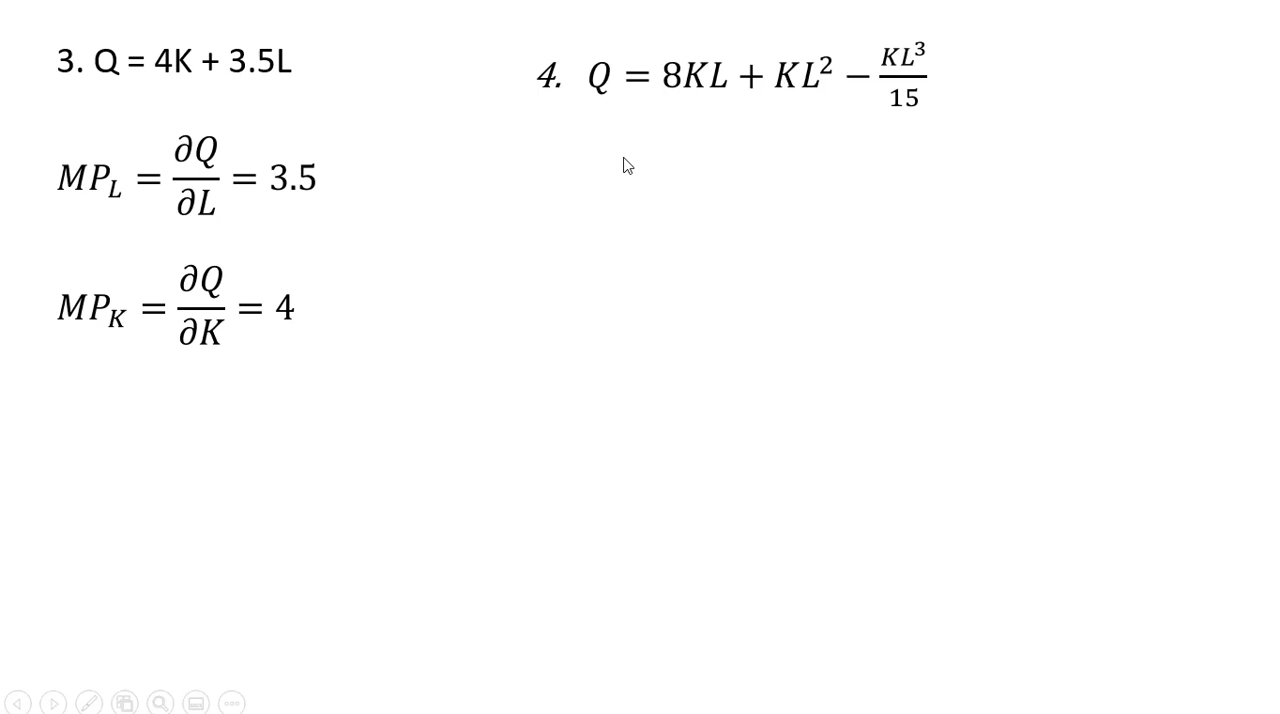 3. Q = 4K + 3.5L
MP_L = ∂Q/∂L = 3.5
MP_K = ∂Q/∂K = 4
4. Q = 8KL + KL² − KL³/15